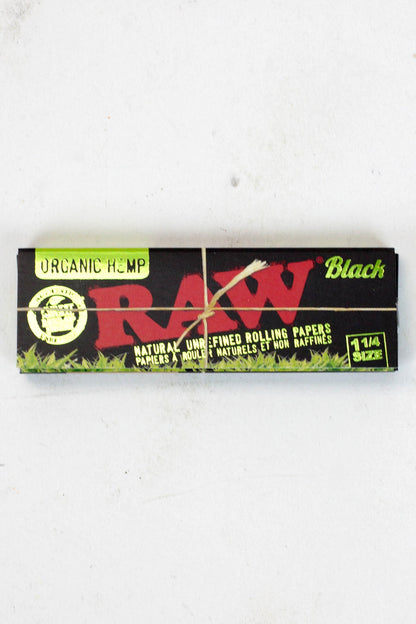 ORGANIC HEMP
RAW®
Black
NATURAL UNREFINED ROLLING PAPERS
PAPIERS À ROULER NATURELS ET NON RAFFINÉS
1 1/4
SIZE